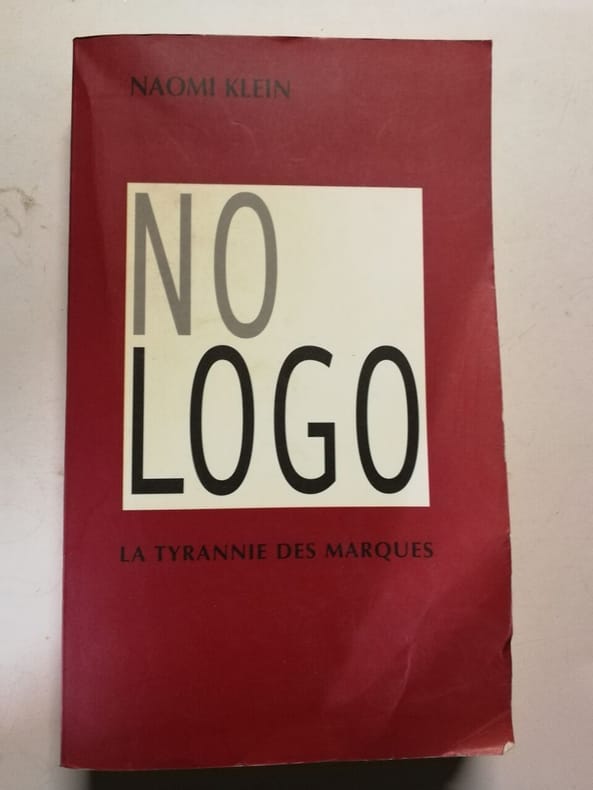 NAOMI KLEIN
NO
LOGO
LA TYRANNIE DES MARQUES